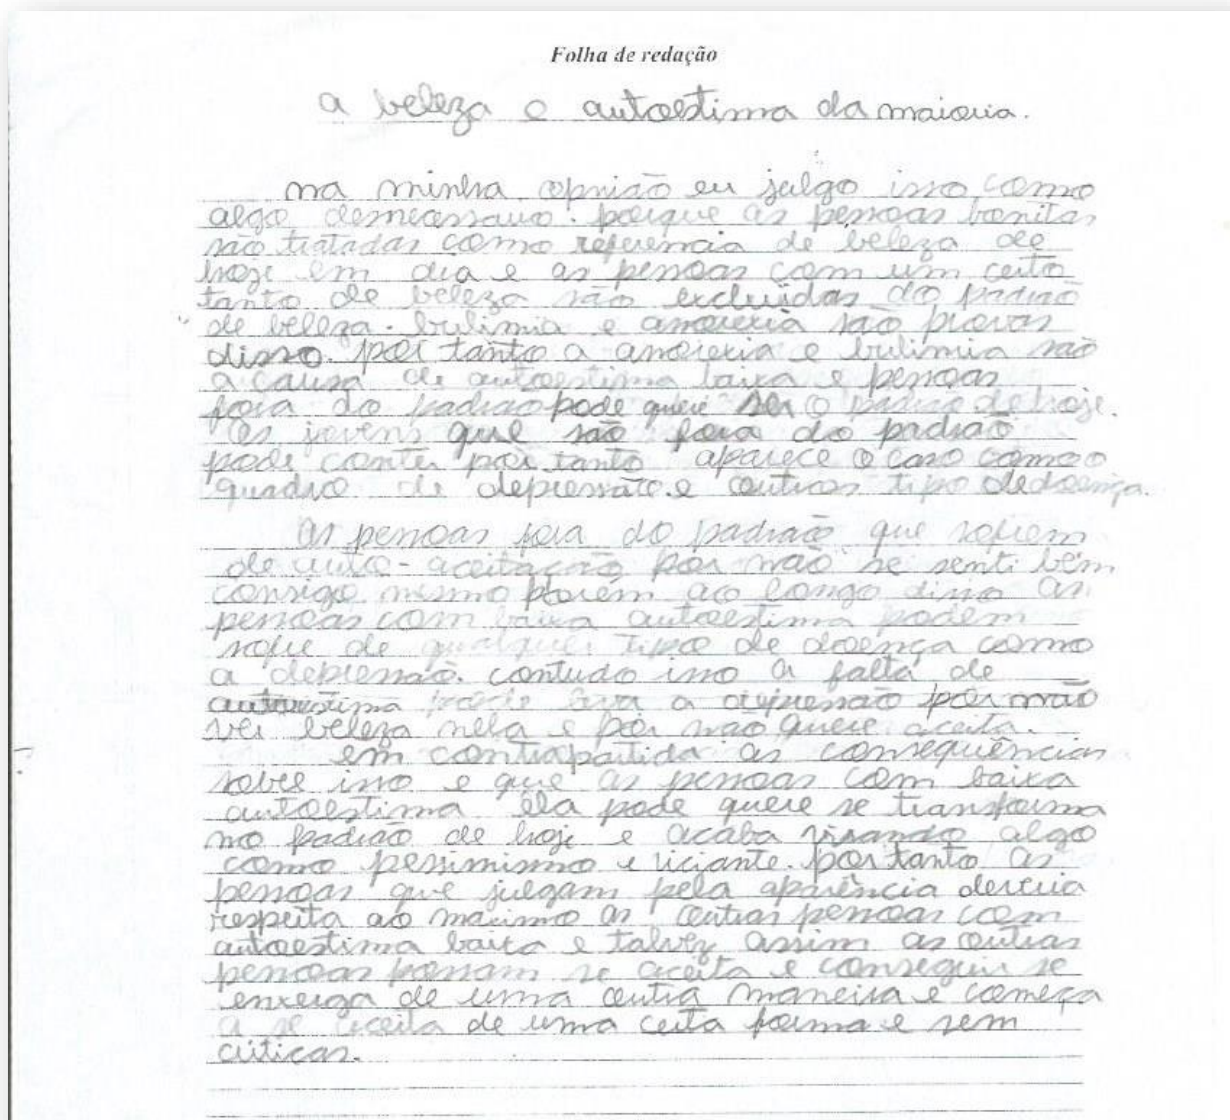 Folha de redação
a beleza e autoestima da maioria.
na minha opnião eu julgo isso como
algo desnecessario. porque as pessoas bonitas
são tratadas como referencia de beleza de
hoje em dia e as pessoas com um certo
tanto de beleza são excluídas do padrão
de beleza. bulimia e anorexia são provas
disso. por tanto a anorexia e bulimia são
a causa de autoestima baixa e pessoas
fora do padrão pode quere ser o padrão de hoje.
os jovens que são fora do padrão
pode conter por tanto aparece o caso como o
quadro de depressão e outros tipo de doença.
As pessoas fora do padrão que sofrem
de auto-aceitação por não se senti bem
consigo mesmo porem ao longo disso as
pessoas com baixa autoestima podem
sofre de qualquer tipo de doença como
a depressão. contudo isso a falta de
autoestima pode a depressão por não
ver beleza nela e por não quere aceita.
em contrapartida as consequências
sobre isso e que as pessoas com baixa
autoestima ela pode quere se transforma
no padrão de hoje e acaba virando algo
como pessimismo e viciante. por tanto as
pessoas que julgam pela aparência deveria
respeita ao maximo as outras pessoas com
autoestima baixa e talvez assim as outras
pessoas possam se aceita e conseguir se
enxerga de uma outra maneira e começa
a se aceita de uma certa forma e sem
criticas.